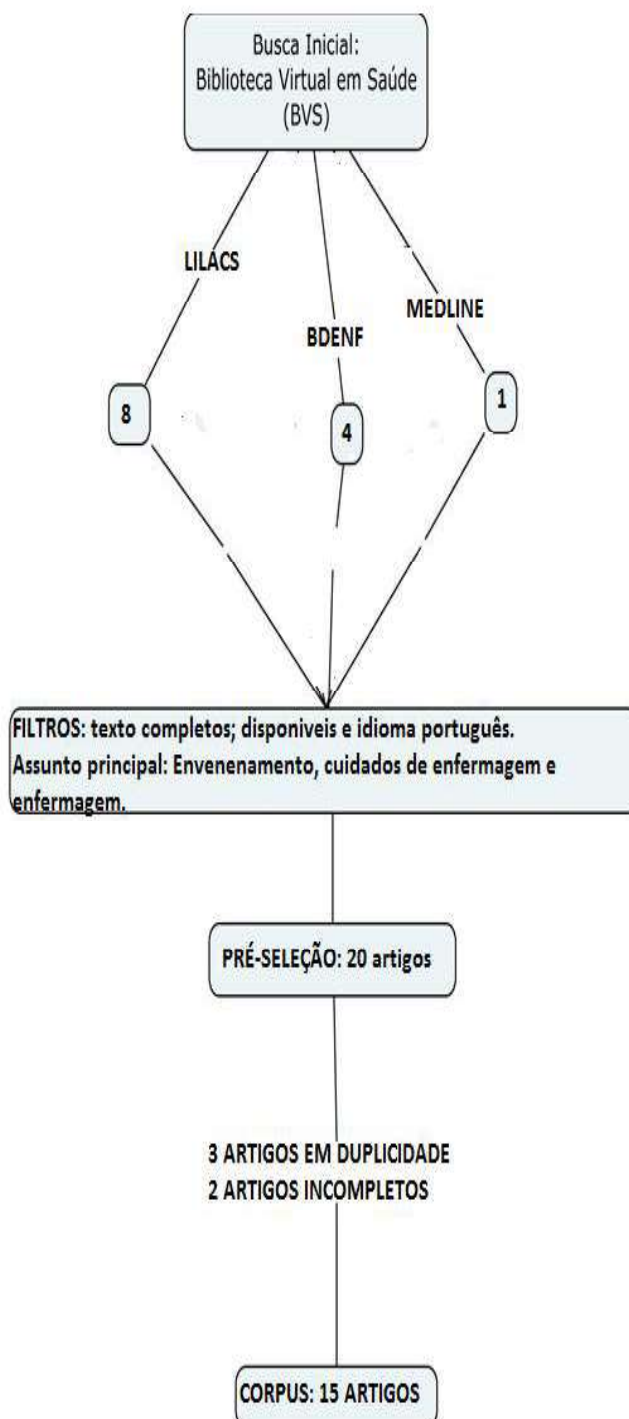 Busca Inicial:
Biblioteca Virtual em Saúde
(BVS)
LILACS
BDENF
MEDLINE
8
4
1
FILTROS: texto completos; disponiveis e idioma português.
Assunto principal: Envenenamento, cuidados de enfermagem e
enfermagem.
PRÉ-SELEÇÃO: 20 artigos
3 ARTIGOS EM DUPLICIDADE
2 ARTIGOS INCOMPLETOS
CORPUS: 15 ARTIGOS